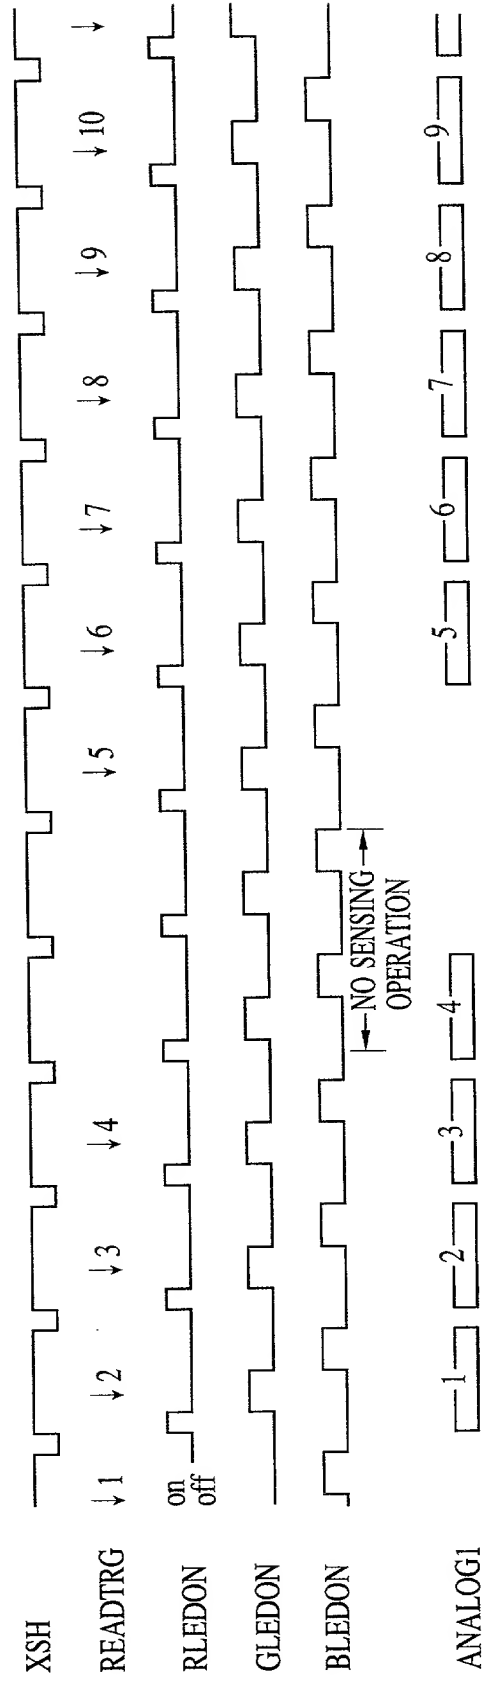 XSH
READTRG 1 2 3 4 5 6 7 8 9 10
RLEDON on
off
GLEDON
BLEDON
NO SENSING
OPERATION
ANALOG1 1 2 3 4 5 6 7 8 9